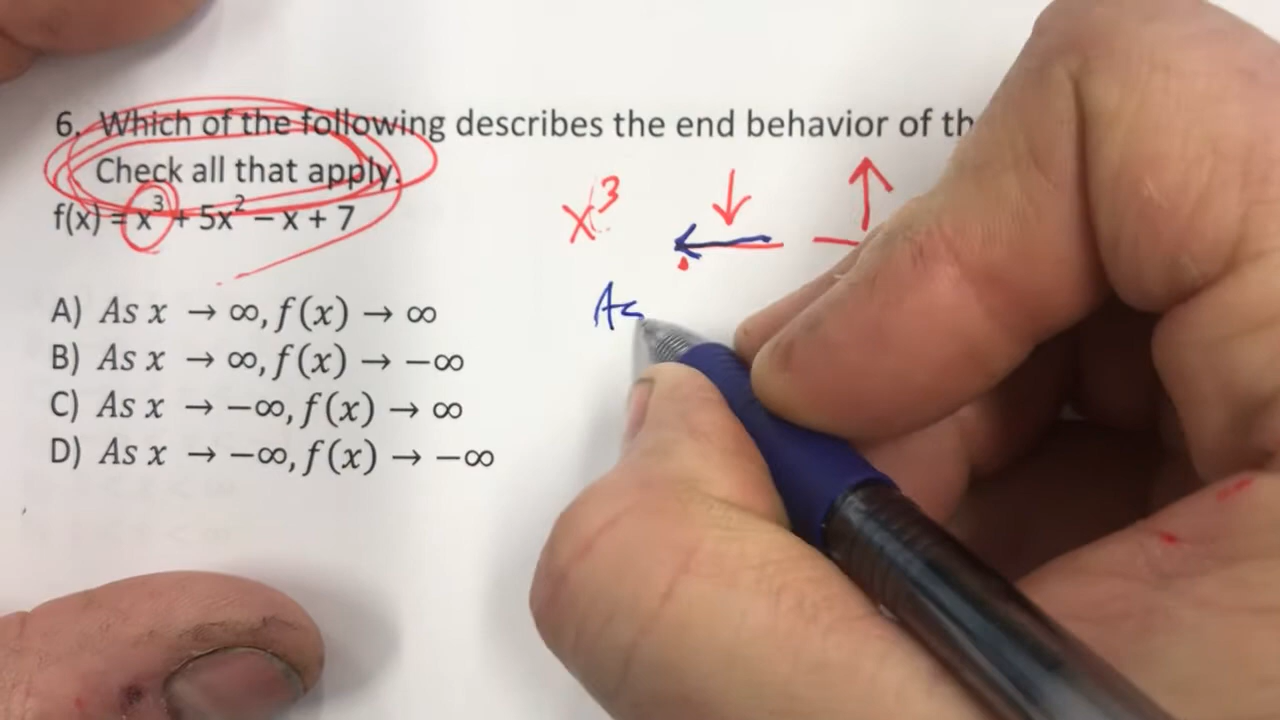 6. Which of the following describes the end behavior of th
Check all that apply.
f(x) = x³ + 5x² − x + 7
x³
As
A) As x → ∞, f(x) → ∞
B) As x → ∞, f(x) → −∞
C) As x → −∞, f(x) → ∞
D) As x → −∞, f(x) → −∞